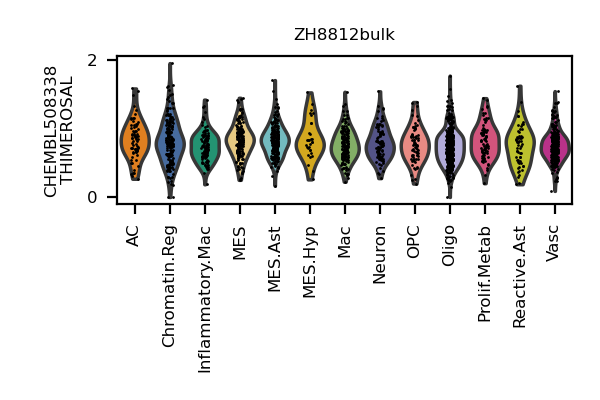 ZH8812bulk
CHEMBL508338
THIMEROSAL
2
0
AC
Chromatin.Reg
Inflammatory.Mac
MES
MES.Ast
MES.Hyp
Mac
Neuron
OPC
Oligo
Prolif.Metab
Reactive.Ast
Vasc